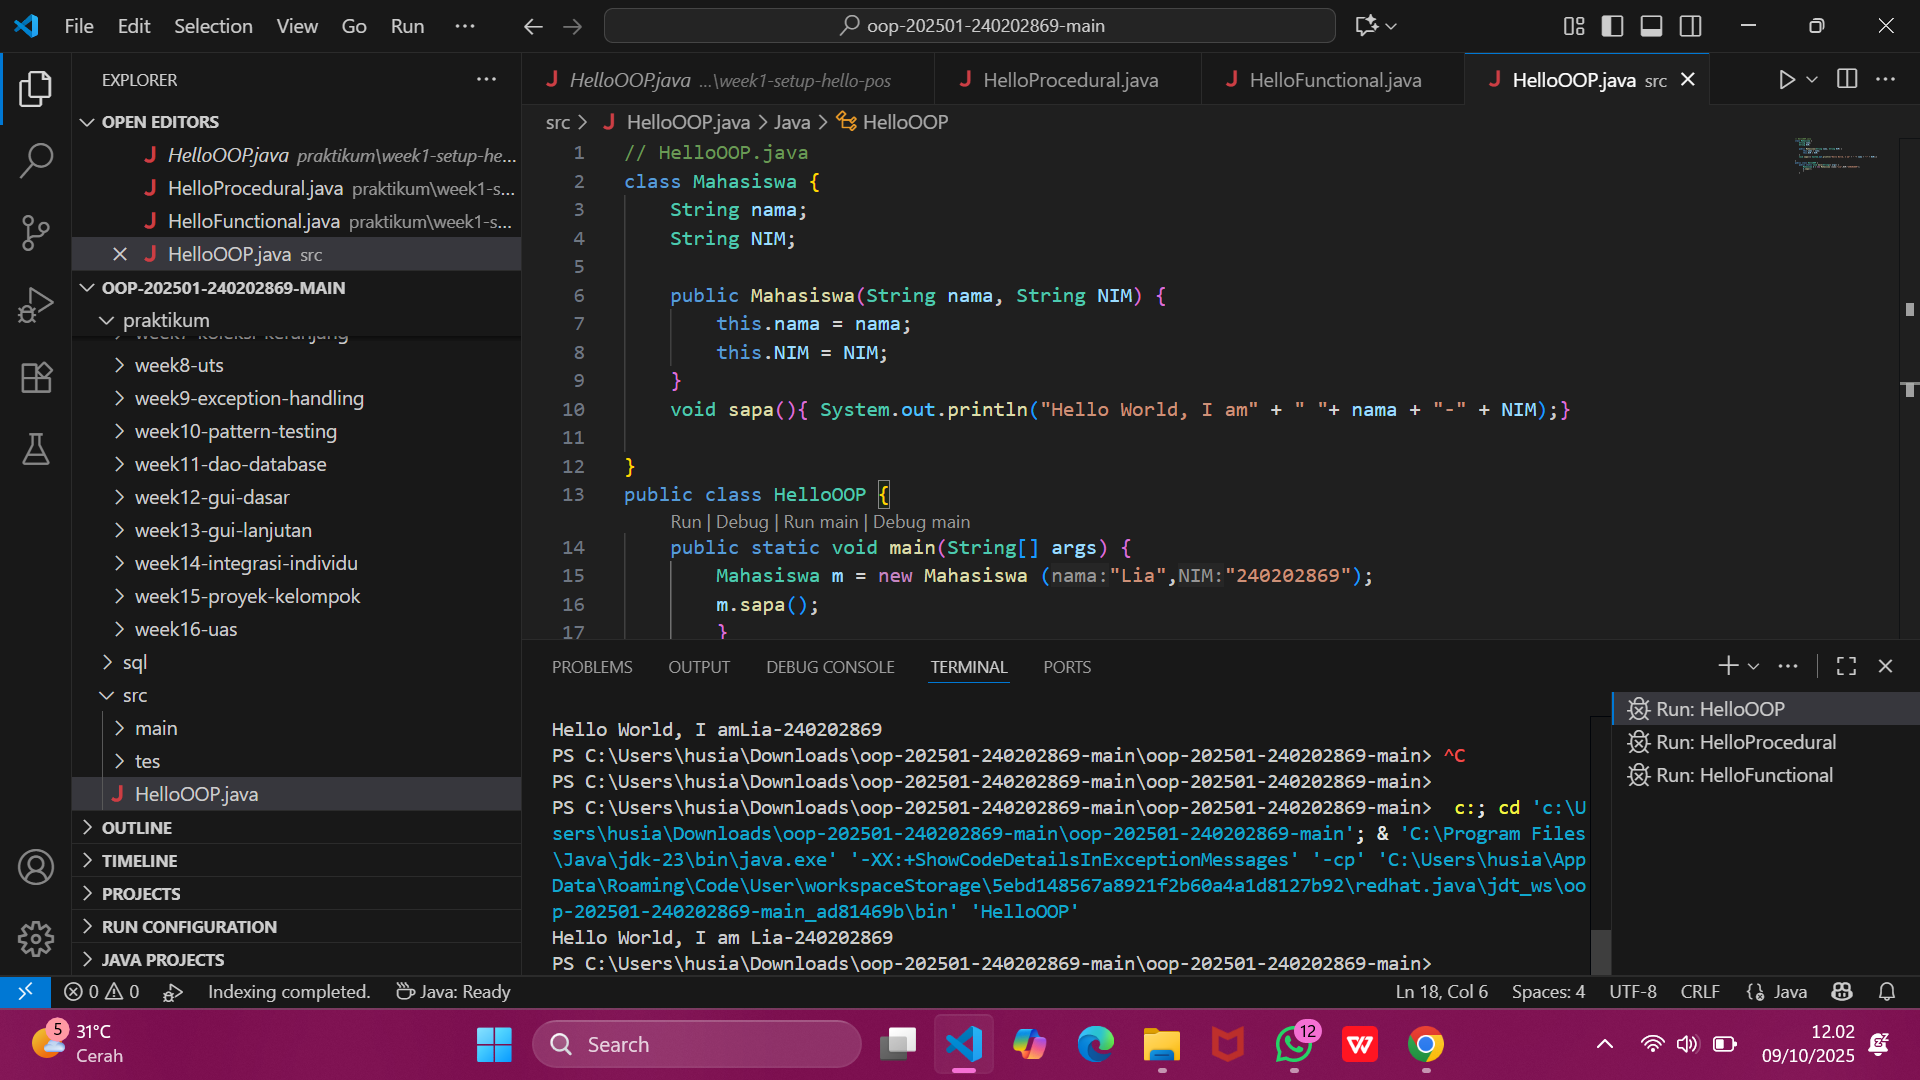 File Edit Selection View Go Run ...
oop-202501-240202869-main
EXPLORER
OPEN EDITORS
HelloOOP.java praktikum\week1-setup-he...
HelloProcedural.java praktikum\week1-s...
HelloFunctional.java praktikum\week1-s...
HelloOOP.java src
OOP-202501-240202869-MAIN
praktikum
week8-uts
week9-exception-handling
week10-pattern-testing
week11-dao-database
week12-gui-dasar
week13-gui-lanjutan
week14-integrasi-individu
week15-proyek-kelompok
week16-uas
sql
src
main
tes
HelloOOP.java
OUTLINE
TIMELINE
PROJECTS
RUN CONFIGURATION
JAVA PROJECTS
HelloOOP.java ...\week1-setup-hello-pos
HelloProcedural.java
HelloFunctional.java
HelloOOP.java src
src > HelloOOP.java > Java > HelloOOP
1 // HelloOOP.java
2 class Mahasiswa {
3 String nama;
4 String NIM;
5
6 public Mahasiswa(String nama, String NIM) {
7 this.nama = nama;
8 this.NIM = NIM;
9 }
10 void sapa(){ System.out.println("Hello World, I am" + " "+ nama + "-" + NIM);}
11
12 }
13 public class HelloOOP {
Run | Debug | Run main | Debug main
14 public static void main(String[] args) {
15 Mahasiswa m = new Mahasiswa (nama:"Lia",NIM:"240202869");
16 m.sapa();
17 }
PROBLEMS OUTPUT DEBUG CONSOLE TERMINAL PORTS
Hello World, I amLia-240202869
PS C:\Users\husia\Downloads\oop-202501-240202869-main\oop-202501-240202869-main> ^C
PS C:\Users\husia\Downloads\oop-202501-240202869-main\oop-202501-240202869-main>
PS C:\Users\husia\Downloads\oop-202501-240202869-main\oop-202501-240202869-main> c:; cd 'c:\U
sers\husia\Downloads\oop-202501-240202869-main\oop-202501-240202869-main'; & 'C:\Program Files
\Java\jdk-23\bin\java.exe' '-XX:+ShowCodeDetailsInExceptionMessages' '-cp' 'C:\Users\husia\App
Data\Roaming\Code\User\workspaceStorage\5ebd148567a8921f2b60a4a1d8127b92\redhat.java\jdt_ws\oo
p-202501-240202869-main_ad81469b\bin' 'HelloOOP'
Hello World, I am Lia-240202869
PS C:\Users\husia\Downloads\oop-202501-240202869-main\oop-202501-240202869-main>
Run: HelloOOP
Run: HelloProcedural
Run: HelloFunctional
0 0 Indexing completed. Java: Ready
Ln 18, Col 6 Spaces: 4 UTF-8 CRLF {} Java
5 31°C
Cerah
Search
12
12.02
09/10/2025